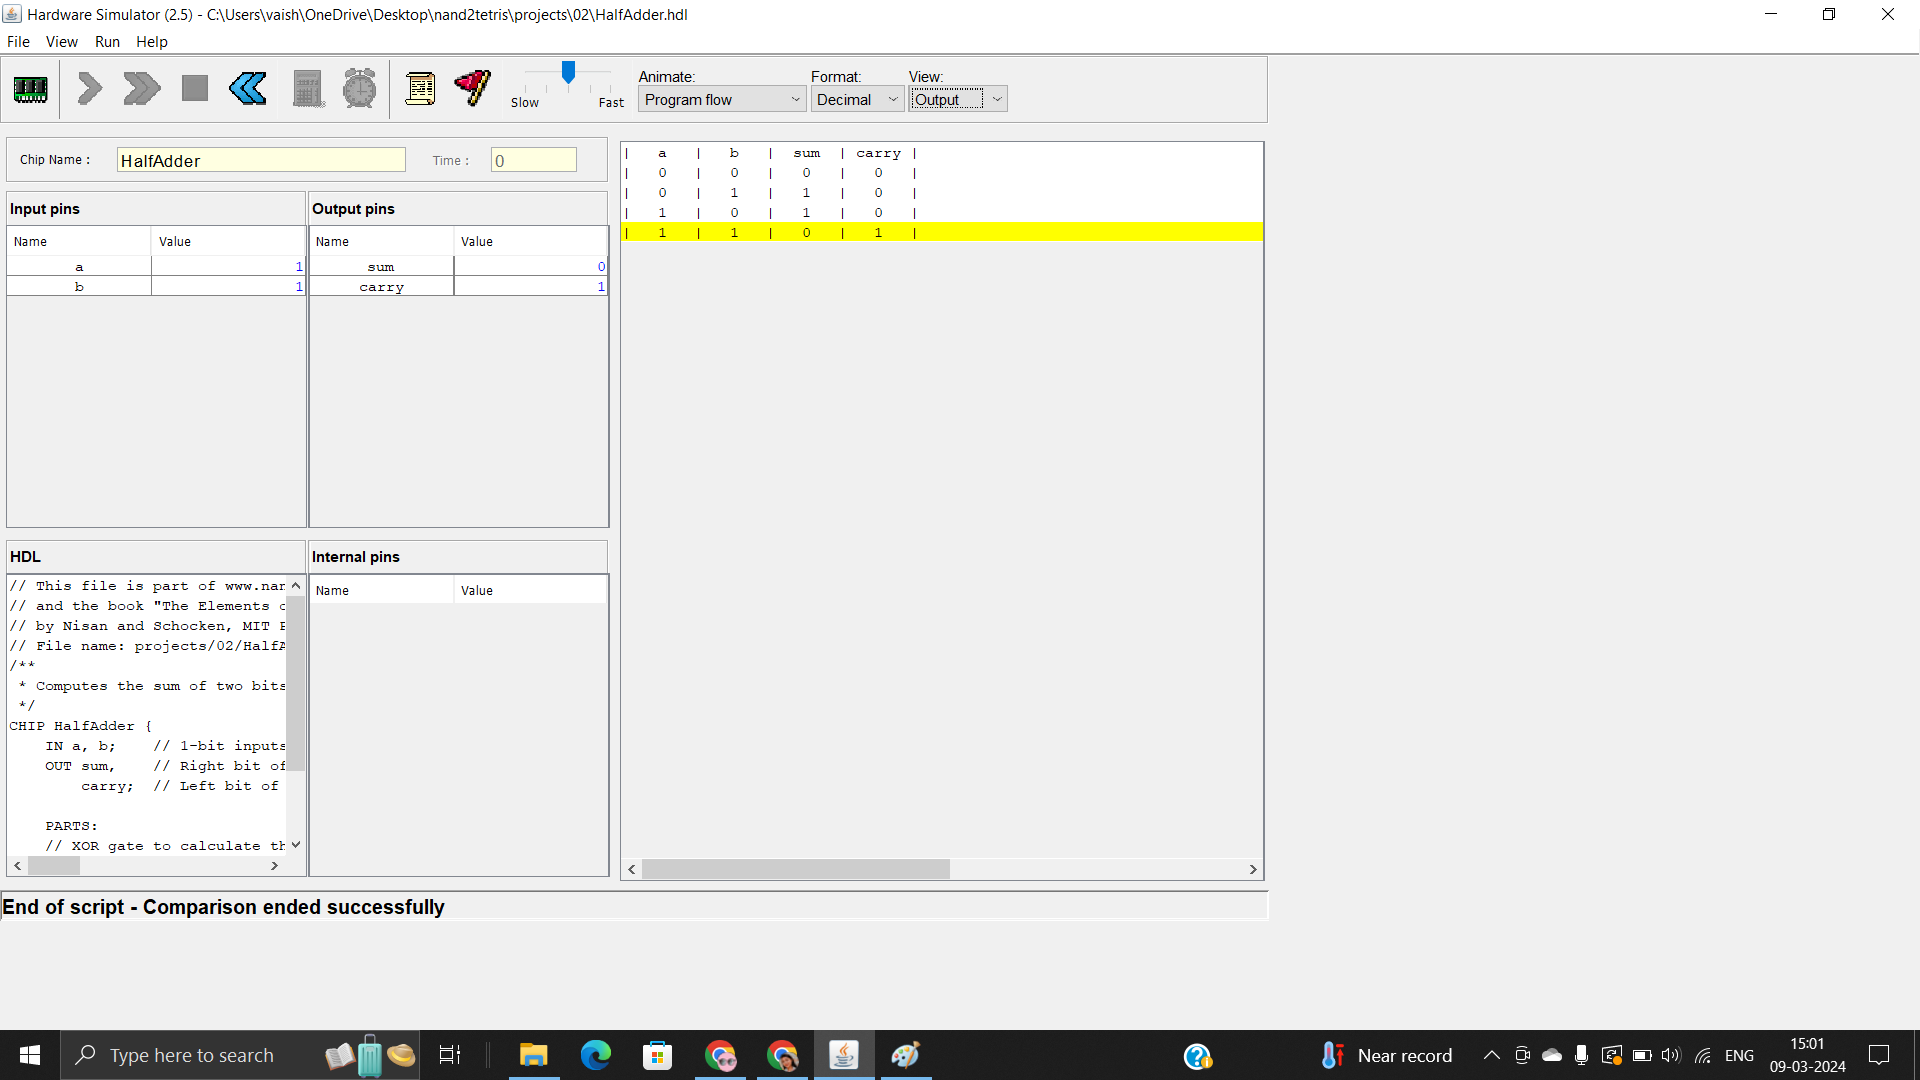 Hardware Simulator (2.5) - C:\Users\vaish\OneDrive\Desktop\nand2tetris\projects\02\HalfAdder.hdl
File View Run Help
Slow Fast
Animate: Format: View:
Program flow Decimal Output
Chip Name : HalfAdder Time : 0
Input pins Output pins
Name Value Name Value
a 1 sum 0
b 1 carry 1
| a | b | sum | carry |
| 0 | 0 | 0 | 0 |
| 0 | 1 | 1 | 0 |
| 1 | 0 | 1 | 0 |
| 1 | 1 | 0 | 1 |
HDL
// This file is part of www.nan
// and the book "The Elements o
// by Nisan and Schocken, MIT P
// File name: projects/02/HalfA
/**
* Computes the sum of two bits
*/
CHIP HalfAdder {
IN a, b; // 1-bit inputs
OUT sum, // Right bit of
carry; // Left bit of
PARTS:
// XOR gate to calculate th
Internal pins
Name Value
End of script - Comparison ended successfully
Type here to search
Near record
ENG
15:01
09-03-2024